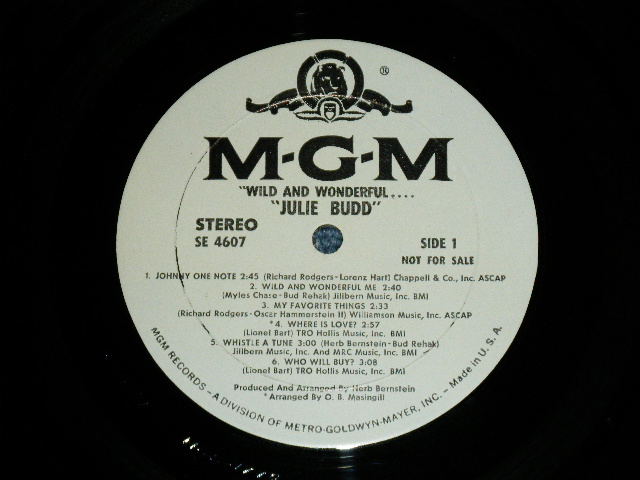 ®
M-G-M
"WILD AND WONDERFUL....
"JULIE BUDD"
STEREO
SE 4607
SIDE 1
NOT FOR SALE
1. JOHNNY ONE NOTE 2:45 (Richard Rodgers-Lorenz Hart) Chappell & Co., Inc. ASCAP
2. WILD AND WONDERFUL ME 2:40
(Myles Chase-Bud Rehak) Jilibern Music, Inc. BMI
3. MY FAVORITE THINGS 2:33
(Richard Rodgers-Oscar Hammerstein II) Williamson Music, Inc. ASCAP
*4. WHERE IS LOVE? 2:57
(Lionel Bart) TRO Hollis Music, Inc. BMI
5. WHISTLE A TUNE 3:00 (Herb Bernstein-Bud Rehak)
Jilibern Music, Inc. And MRC Music, Inc. BMI
6. WHO WILL BUY? 3:08
(Lionel Bart) TRO Hollis Music, Inc. BMI
Produced And Arranged By Herb Bernstein
*Arranged By O. B. Masingill
MGM RECORDS - A DIVISION OF METRO-GOLDWYN-MAYER, INC. - Made in U.S.A.